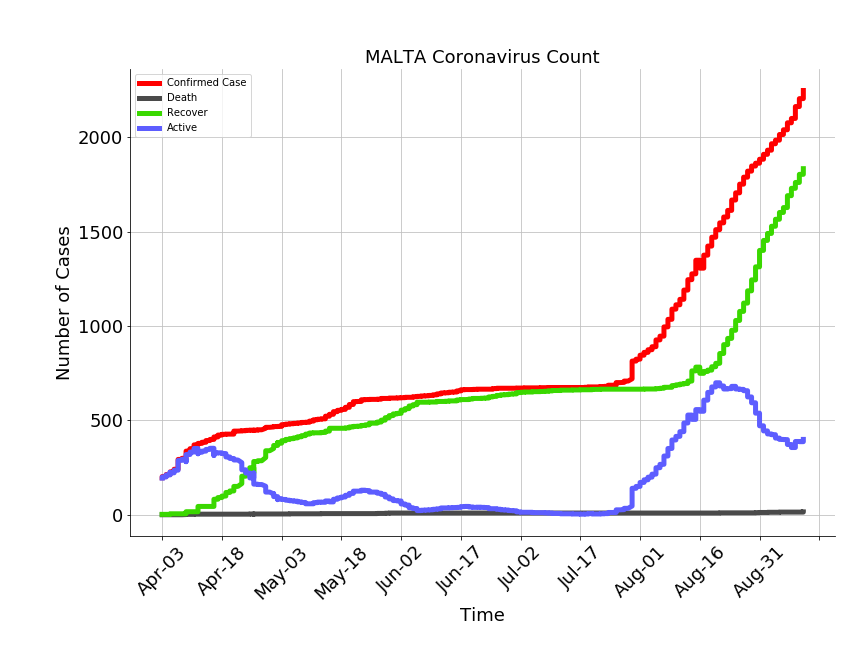 MALTA Coronavirus Count
Confirmed Case
Death
Recover
Active
Number of Cases
2000
1500
1000
500
0
Apr-03
Apr-18
May-03
May-18
Jun-02
Jun-17
Jul-02
Jul-17
Aug-01
Aug-16
Aug-31
Time